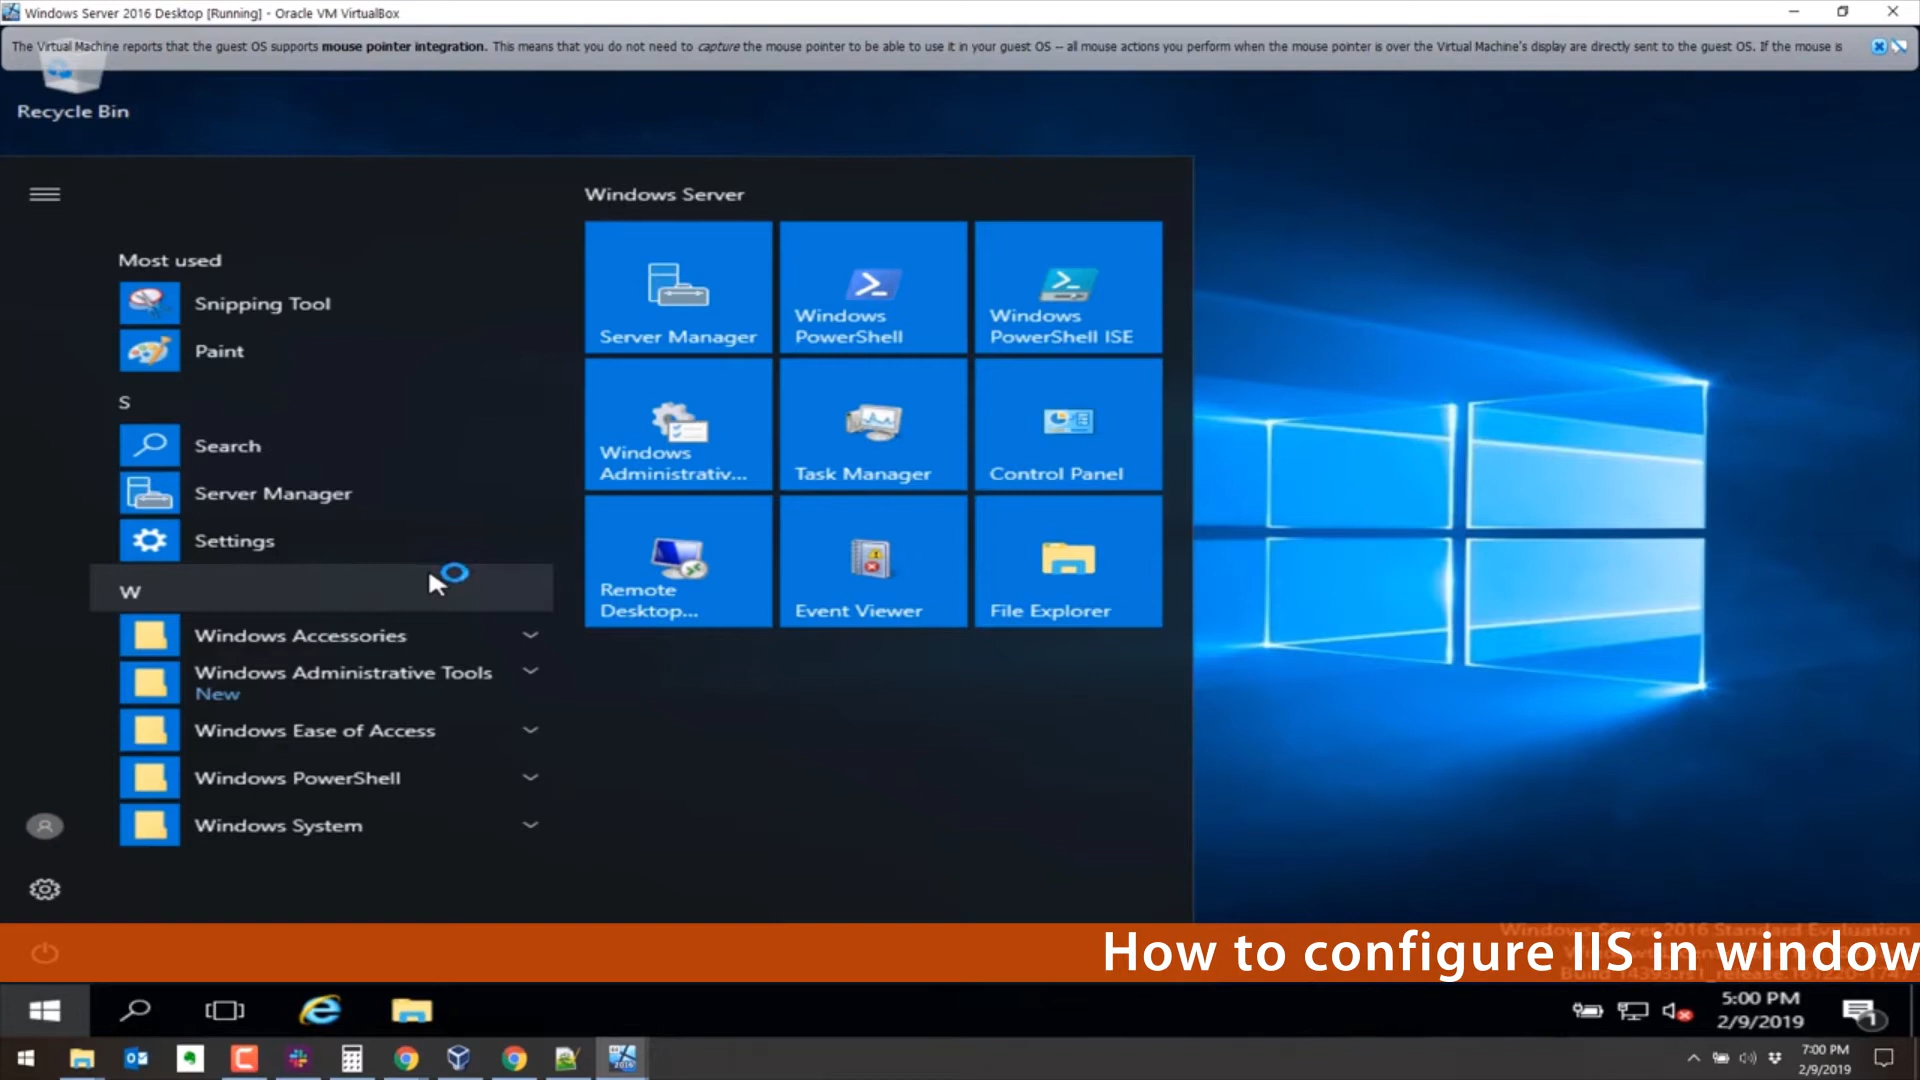 Windows Server 2016 Desktop [Running] - Oracle VM VirtualBox
The Virtual Machine reports that the guest OS supports mouse pointer integration. This means that you do not need to capture the mouse pointer to be able to use it in your guest OS -- all mouse actions you perform when the mouse pointer is over the Virtual Machine's display are directly sent to the guest OS. If the mouse is
Recycle Bin
Windows Server
Most used
Snipping Tool
Paint
S
Search
Server Manager
Settings
W
Windows Accessories
Windows Administrative Tools
New
Windows Ease of Access
Windows PowerShell
Windows System
Server Manager
Windows
PowerShell
Windows
PowerShell ISE
Windows
Administrativ...
Task Manager
Control Panel
Remote
Desktop...
Event Viewer
File Explorer
Windows Server 2016 Standard Evaluation
How to configure IIS in window
5:00 PM
2/9/2019
1
7:00 PM
2/9/2019